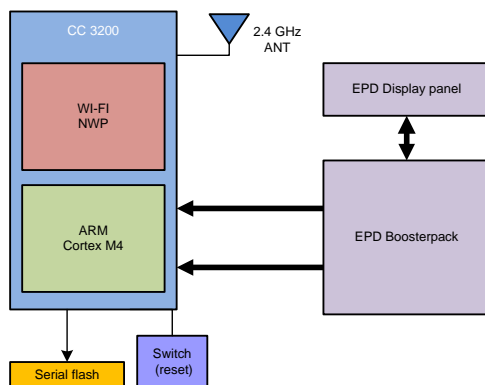 CC 3200
2.4 GHz
ANT
WI-FI
NWP
EPD Display panel
ARM
Cortex M4
EPD Boosterpack
Switch
(reset)
Serial flash